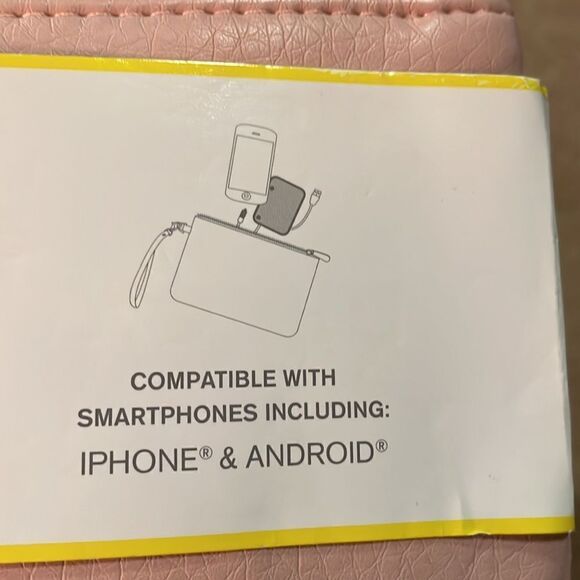 COMPATIBLE WITH
SMARTPHONES INCLUDING:
IPHONE® & ANDROID®